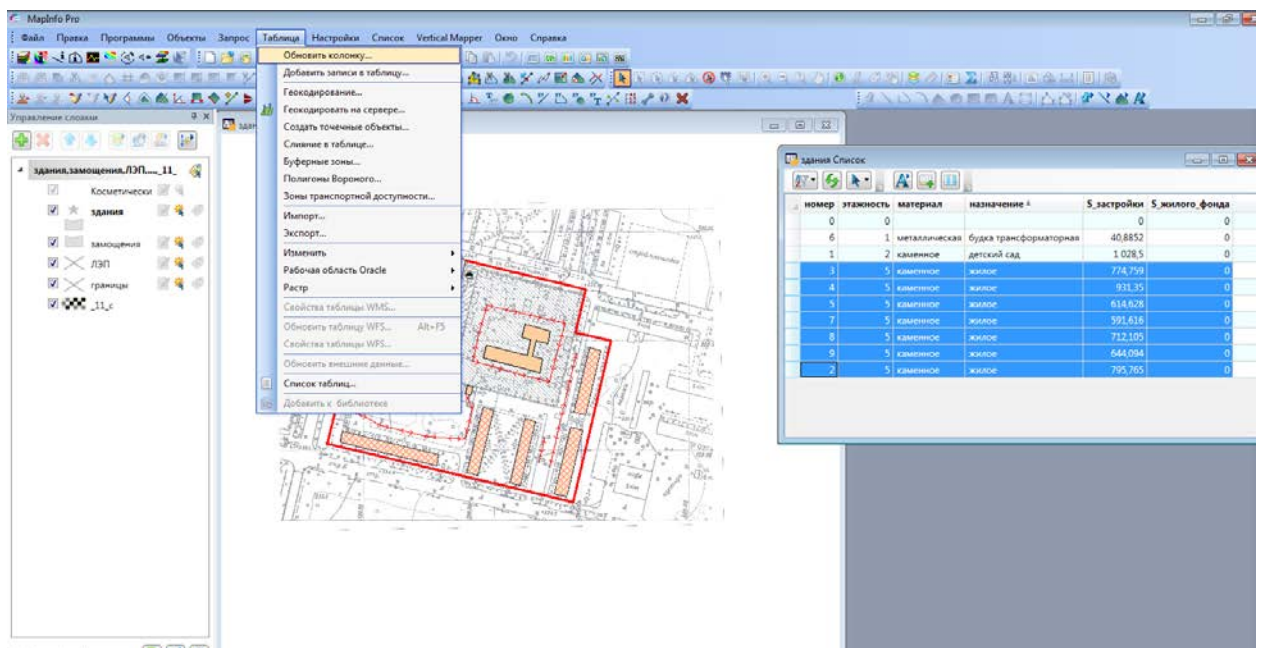 MapInfo Pro
Файл Правка Программы Объекты Запрос Таблица Настройки Список Vertical Mapper Окно Справка
Обновить колонку...
Добавить записи в таблицу...
Геокодирование...
Геокодировать на сервере...
Создать точечные объекты...
Слияние в таблице...
Буферные зоны...
Полигоны Вороного...
Зоны транспортной доступности...
Импорт...
Экспорт...
Изменить
Рабочая область Oracle
Растр
Свойства таблицы WMS...
Обновить таблицу WFS... Alt+F5
Свойства таблицы WFS...
Обновить внешние данные...
Список таблиц...
Добавить к библиотеке
Управление слоями
здания,замощения,ЛЭП....,_11_
Косметически
здания
замощения
ЛЭП
границы
_11_с
здания Список
номер этажность материал назначение S_застройки S_жилого_фонда
0 0 0 0
6 1 металлическая будка трансформаторная 40,8852 0
1 2 каменное детский сад 1 028,5 0
3 5 каменное жилое 774,759 0
4 5 каменное жилое 931,35 0
5 5 каменное жилое 614,628 0
7 5 каменное жилое 591,616 0
8 5 каменное жилое 712,105 0
9 5 каменное жилое 644,094 0
2 5 каменное жилое 795,765 0